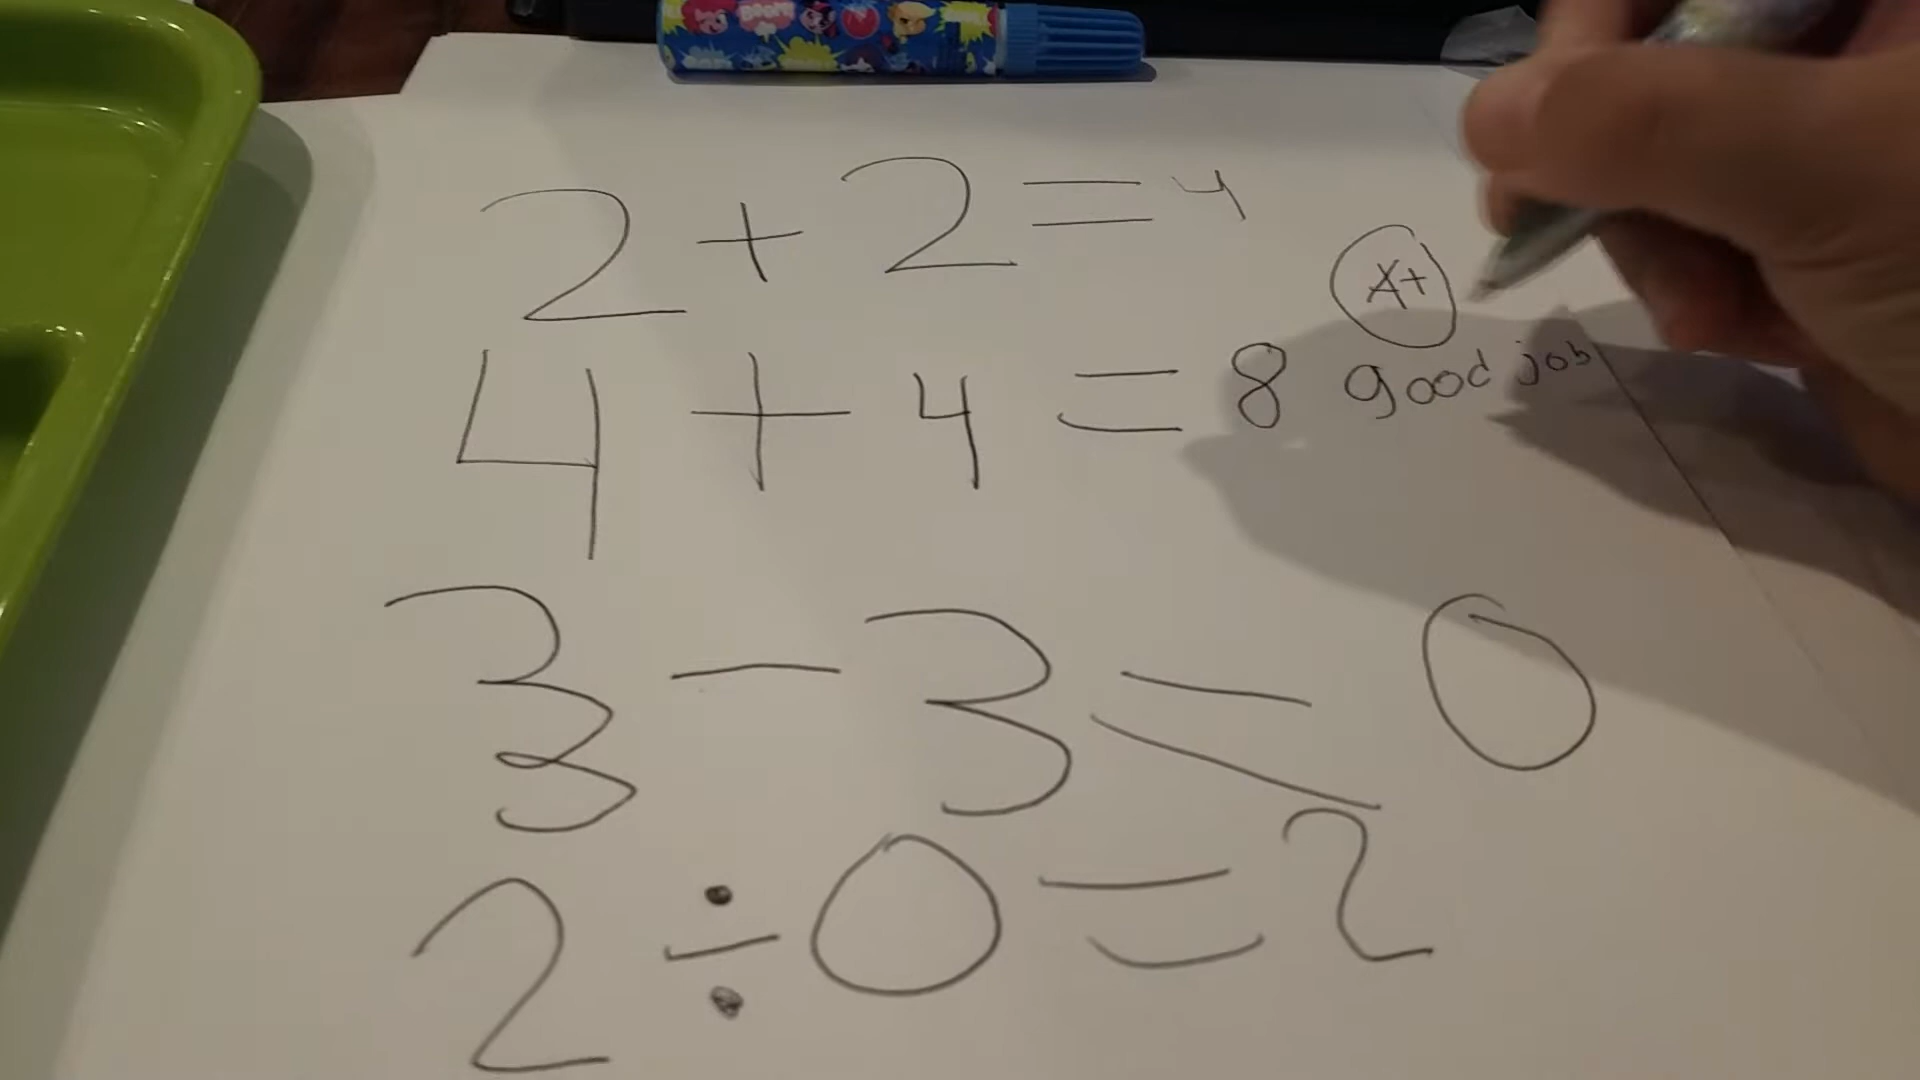 2 + 2 = 4
A+
4 + 4 = 8 good job
3 - 3 = 0
2 ÷ 0 = 2